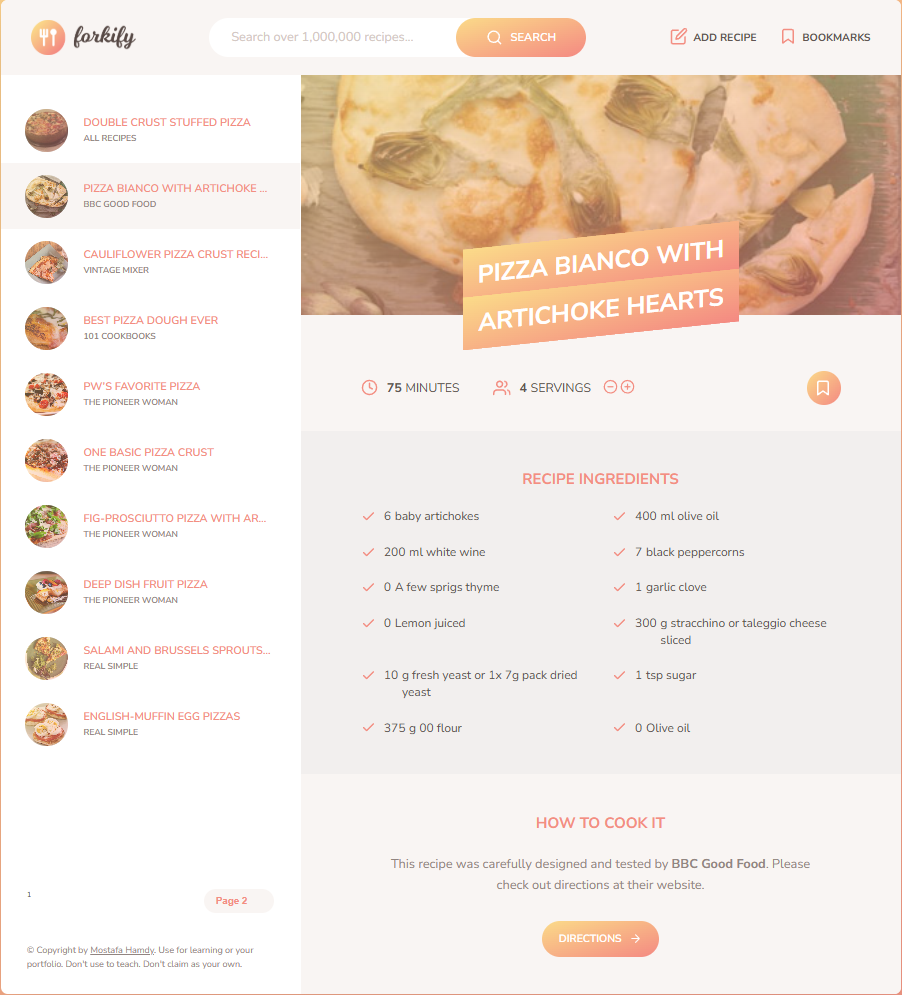 forkify
Search over 1,000,000 recipes...
SEARCH
ADD RECIPE
BOOKMARKS
DOUBLE CRUST STUFFED PIZZA
ALL RECIPES
PIZZA BIANCO WITH ARTICHOKE ...
BBC GOOD FOOD
CAULIFLOWER PIZZA CRUST RECI...
VINTAGE MIXER
BEST PIZZA DOUGH EVER
101 COOKBOOKS
PW'S FAVORITE PIZZA
THE PIONEER WOMAN
ONE BASIC PIZZA CRUST
THE PIONEER WOMAN
FIG-PROSCIUTTO PIZZA WITH AR...
THE PIONEER WOMAN
DEEP DISH FRUIT PIZZA
THE PIONEER WOMAN
SALAMI AND BRUSSELS SPROUTS...
REAL SIMPLE
ENGLISH-MUFFIN EGG PIZZAS
REAL SIMPLE
1
Page 2
© Copyright by Mostafa Hamdy. Use for learning or your
portfolio. Don't use to teach. Don't claim as your own.
PIZZA BIANCO WITH
ARTICHOKE HEARTS
75 MINUTES
4 SERVINGS
RECIPE INGREDIENTS
6 baby artichokes
400 ml olive oil
200 ml white wine
7 black peppercorns
0 A few sprigs thyme
1 garlic clove
0 Lemon juiced
300 g stracchino or taleggio cheese
sliced
10 g fresh yeast or 1x 7g pack dried
yeast
1 tsp sugar
375 g 00 flour
0 Olive oil
HOW TO COOK IT
This recipe was carefully designed and tested by BBC Good Food. Please
check out directions at their website.
DIRECTIONS →